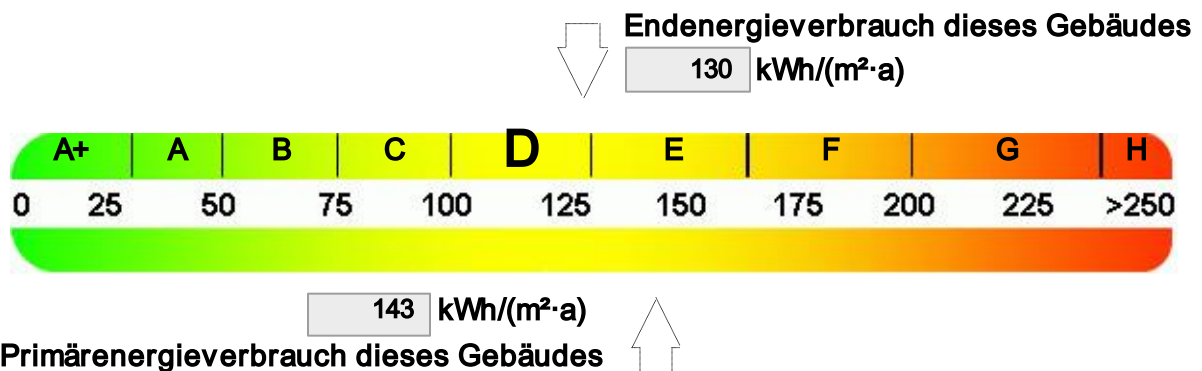 Endenergieverbrauch dieses Gebäudes
130 kWh/(m²·a)
A+ A B C D E F G H
0 25 50 75 100 125 150 175 200 225 >250
143 kWh/(m²·a)
Primärenergieverbrauch dieses Gebäudes